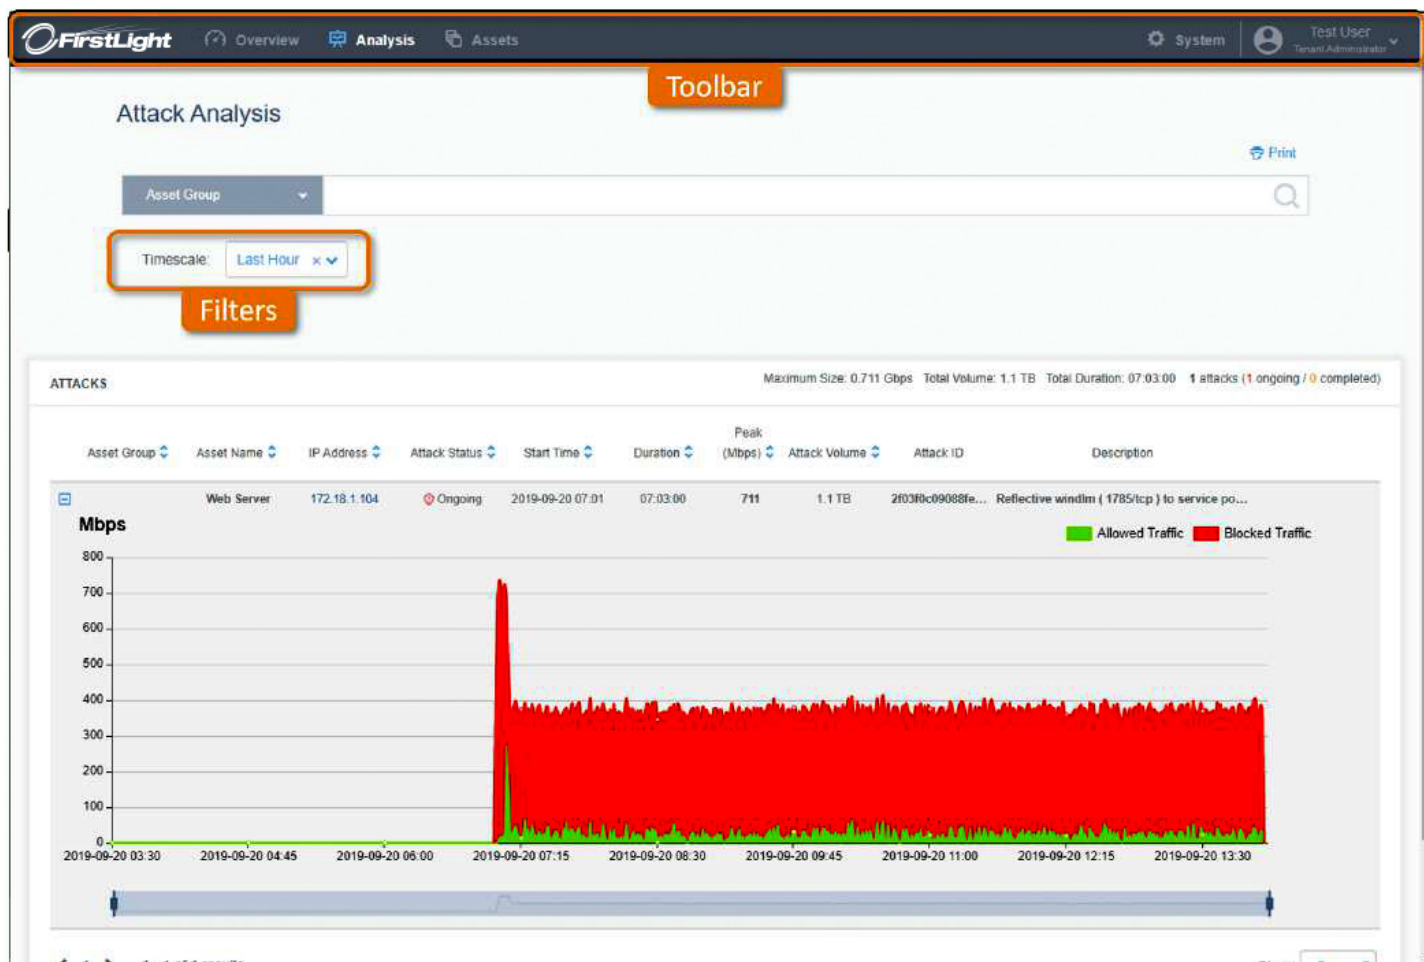 FirstLight Overview Analysis Assets System Test User
Tenant Administrator
Toolbar
Attack Analysis
Print
Asset Group
Timescale: Last Hour ×
Filters
ATTACKS Maximum Size: 0.711 Gbps Total Volume: 1.1 TB Total Duration: 07:03:00 1 attacks (1 ongoing / 0 completed)
Asset Group Asset Name IP Address Attack Status Start Time Duration Peak (Mbps) Attack Volume Attack ID Description
Web Server 172.18.1.104 Ongoing 2019-09-20 07:01 07:03:00 711 1.1 TB 2f03f0c09088fe... Reflective windlm ( 1785/tcp ) to service po...
Mbps
Allowed Traffic Blocked Traffic
800
700
600
500
400
300
200
100
0
2019-09-20 03:30 2019-09-20 04:45 2019-09-20 06:00 2019-09-20 07:15 2019-09-20 08:30 2019-09-20 09:45 2019-09-20 11:00 2019-09-20 12:15 2019-09-20 13:30